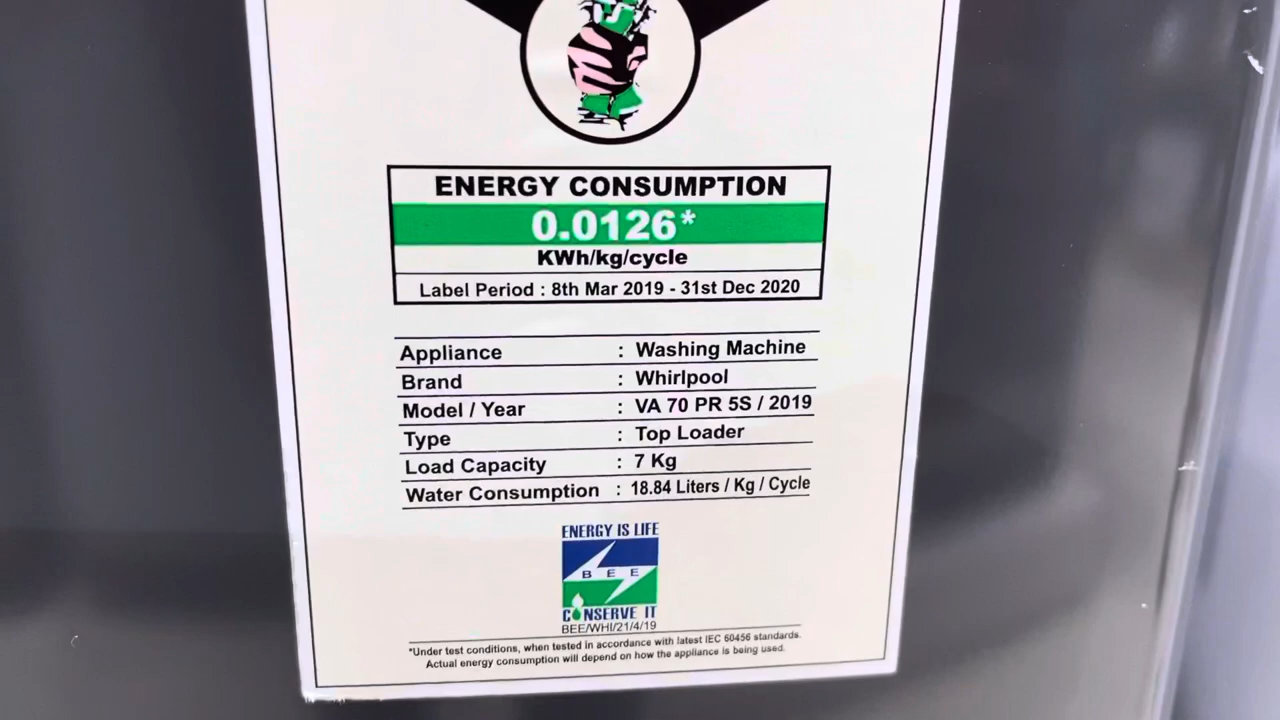 ENERGY CONSUMPTION
0.0126*
KWh/kg/cycle
Label Period : 8th Mar 2019 - 31st Dec 2020
Appliance : Washing Machine
Brand : Whirlpool
Model / Year : VA 70 PR 5S / 2019
Type : Top Loader
Load Capacity : 7 Kg
Water Consumption : 18.84 Liters / Kg / Cycle
ENERGY IS LIFE
BEE
CONSERVE IT
BEE/WHI/21/4/19
*Under test conditions, when tested in accordance with latest IEC 60456 standards.
Actual energy consumption will depend on how the appliance is being used.